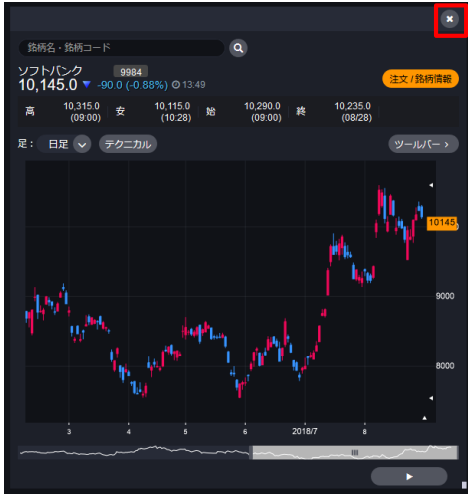 銘柄名・銘柄コード
ソフトバンク 9984
10,145.0 ▼ -90.0 (-0.88%) 13:49
注文 / 銘柄情報
高 10,315.0 (09:00) 安 10,115.0 (10:28) 始 10,290.0 (09:00) 終 10,235.0 (08/28)
足: 日足 テクニカル ツールバー >
10145
9000
8000
3 4 5 6 2018/7 8